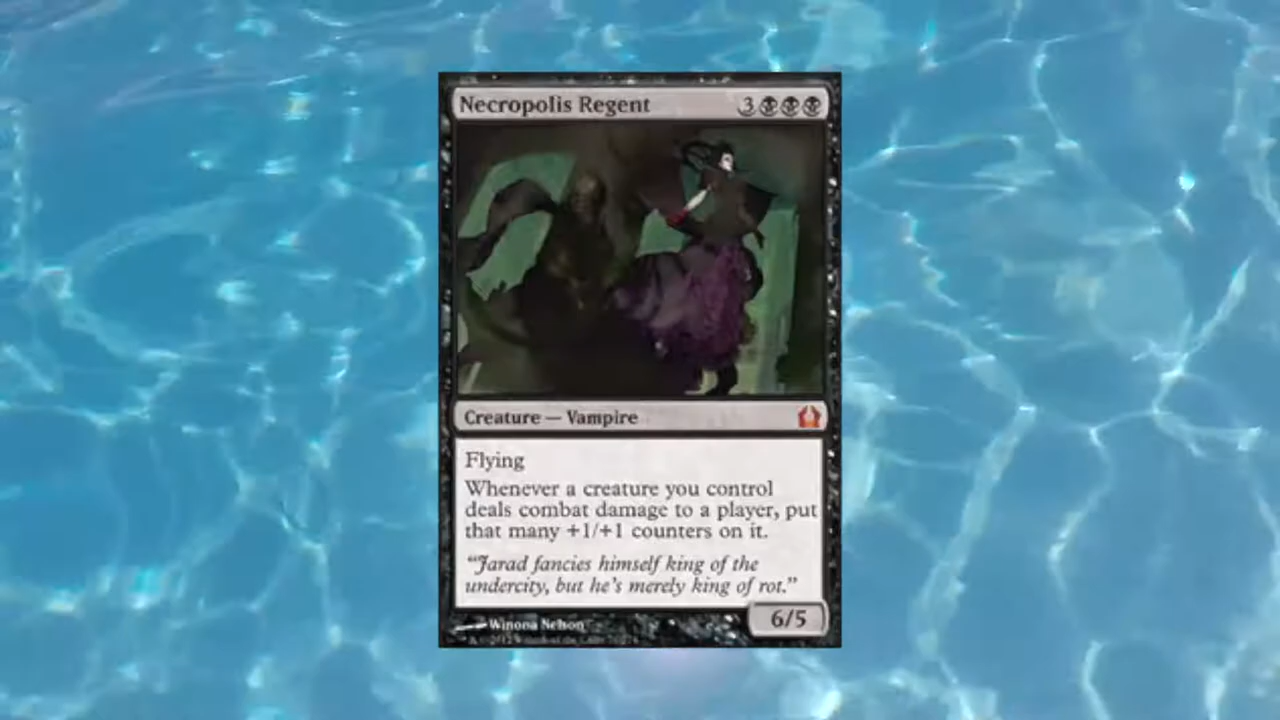 Necropolis Regent 3
Creature — Vampire
Flying
Whenever a creature you control
deals combat damage to a player, put
that many +1/+1 counters on it.
“Jarad fancies himself king of the
undercity, but he’s merely king of rot.”
6/5
Winona Nelson